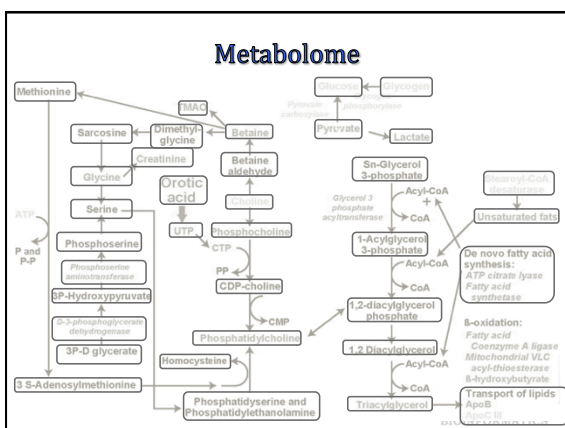 Metabolome
Methionine
TMAO
Glucose
Glycogen
Glycogen
phosphorylase
Pyruvate
carboxylase
Sarcosine
Dimethyl-
glycine
Betaine
Pyruvate
Lactate
Creatinine
Betaine
aldehyde
Sn-Glycerol
3-phosphate
Glycine
Orotic
acid
Stearoyl-CoA
desaturase
Acyl-CoA
Choline
Glycerol 3
phosphate
acyltransferase
CoA
Serine
ATP
UTP
Phosphocholine
Unsaturated fats
Phosphoserine
CTP
1-Acylglycerol
3-phosphate
P and
P-P
PP
Acyl-CoA
De novo fatty acid
synthesis:
ATP citrate lyase
Fatty acid
synthetase
Phosphoserine
aminotransferase
CoA
3P-Hydroxypyruvate
CDP-choline
1,2-diacylglycerol
phosphate
D-3-phosphoglycerate
dehydrogenase
CMP
Phosphatidylcholine
ß-oxidation:
Fatty acid
Coenzyme A ligase
Mitochondrial VLC
acyl-thioesterase
ß-hydroxybutyrate
3P-D glycerate
1,2 Diacylglycerol
Homocysteine
Acyl-CoA
3 S-Adenosylmethionine
CoA
Phosphatidyserine and
Phosphatidylethanolamine
Triacylglycerol
Transport of lipids
ApoB
ApoC III